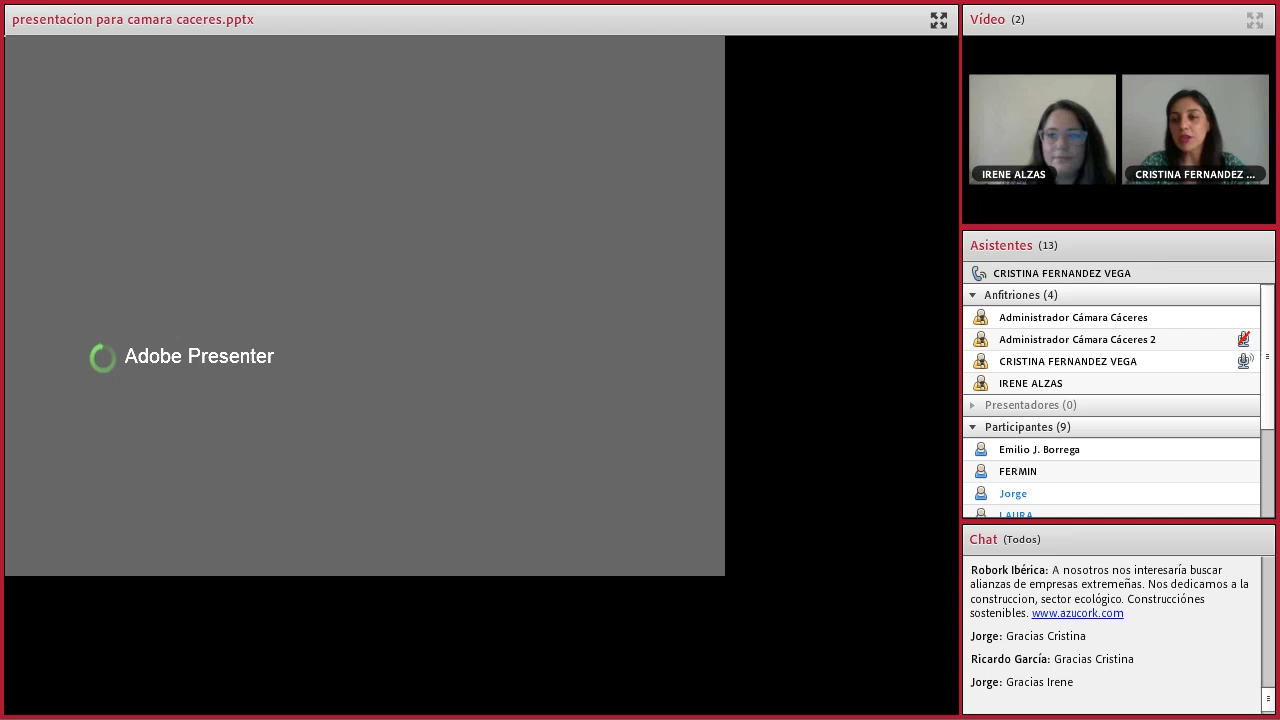 presentacion para camara caceres.pptx
Adobe Presenter
Vídeo (2)
IRENE ALZAS
CRISTINA FERNANDEZ ...
Asistentes (13)
CRISTINA FERNANDEZ VEGA
Anfitriones (4)
Administrador Cámara Cáceres
Administrador Cámara Cáceres 2
CRISTINA FERNANDEZ VEGA
IRENE ALZAS
Presentadores (0)
Participantes (9)
Emilio J. Borrega
FERMIN
Jorge
LAURA
Chat (Todos)
Robork Ibérica: A nosotros nos interesaría buscar
alianzas de empresas extremeñas. Nos dedicamos a la
construccion, sector ecológico. Construcciónes
sostenibles. www.azucork.com
Jorge: Gracias Cristina
Ricardo García: Gracias Cristina
Jorge: Gracias Irene